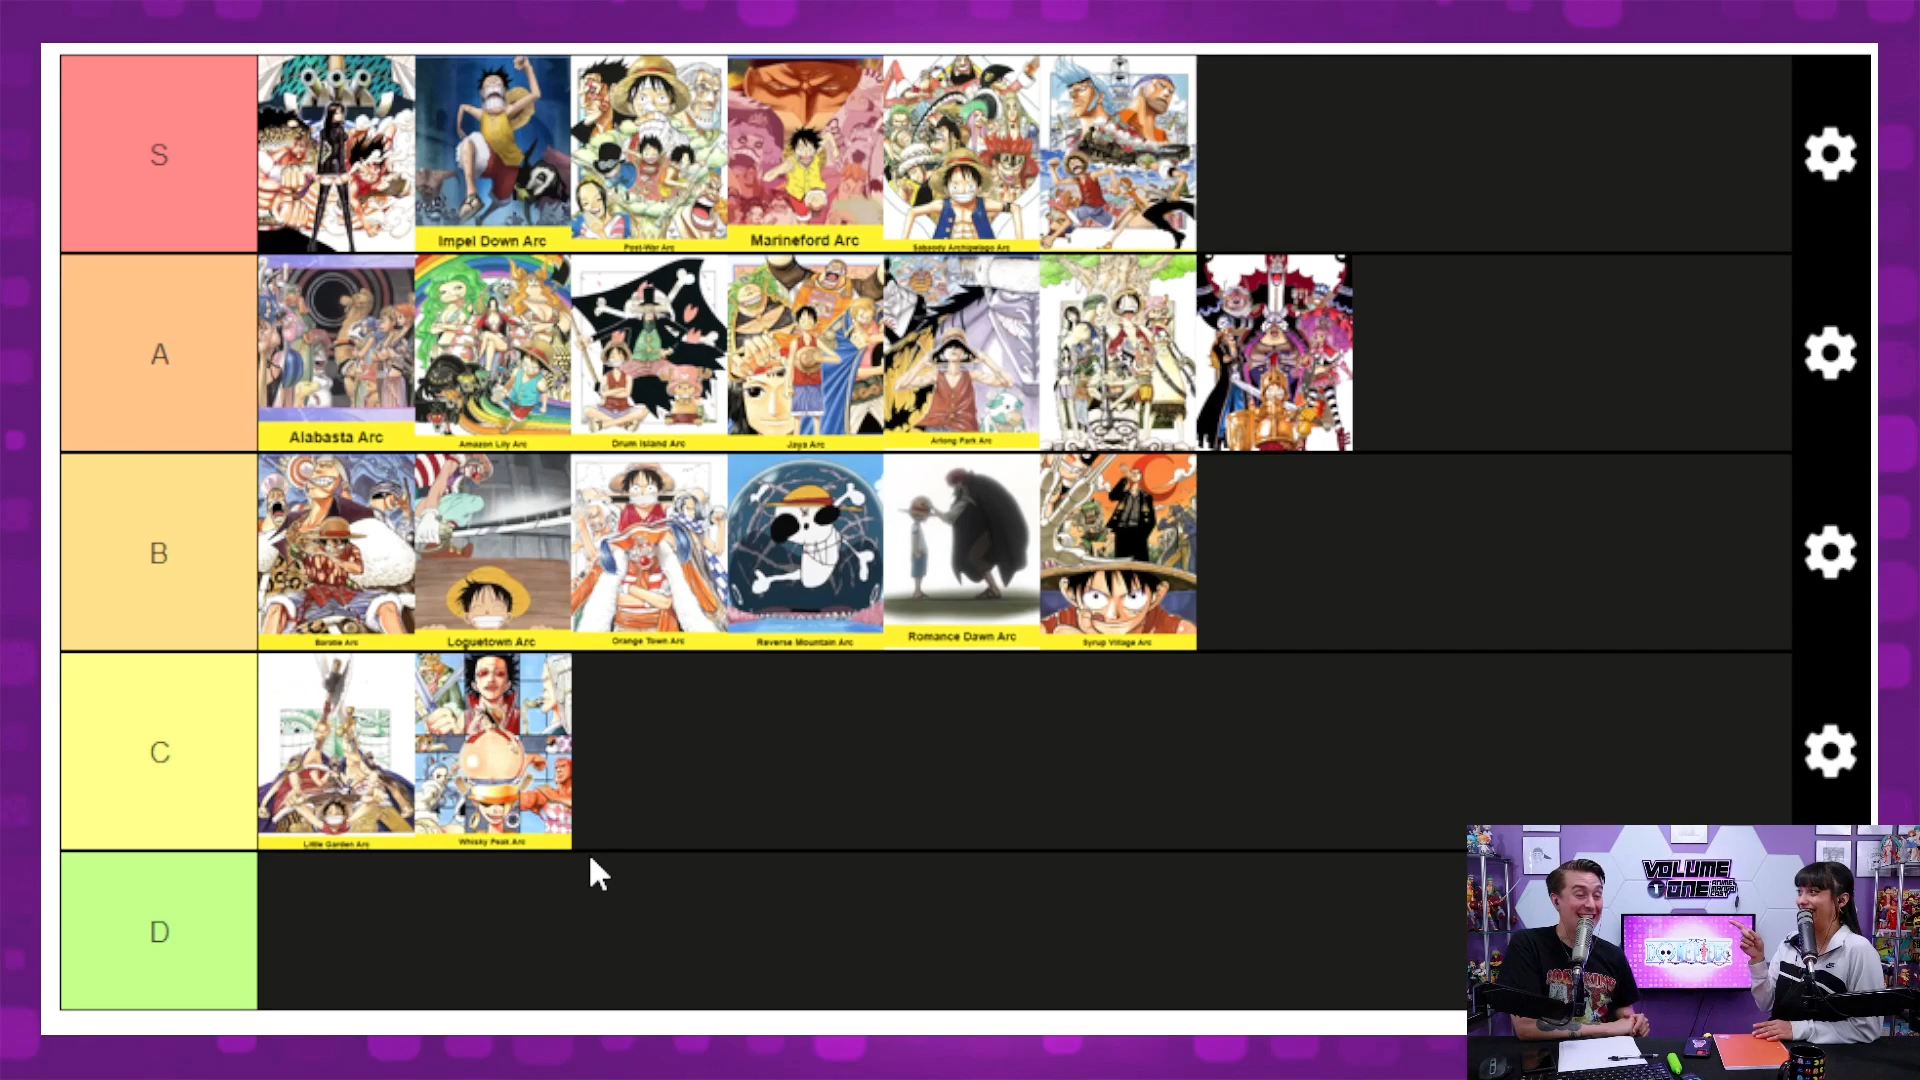 S
Impel Down Arc
Post-War Arc
Marineford Arc
Sabaody Archipelago Arc
A
Alabasta Arc
Amazon Lily Arc
Drum Island Arc
Jaya Arc
Arlong Park Arc
B
Baratie Arc
Loguetown Arc
Orange Town Arc
Reverse Mountain Arc
Romance Dawn Arc
Syrup Village Arc
C
Little Garden Arc
Whisky Peak Arc
D
VOLUME
ONE